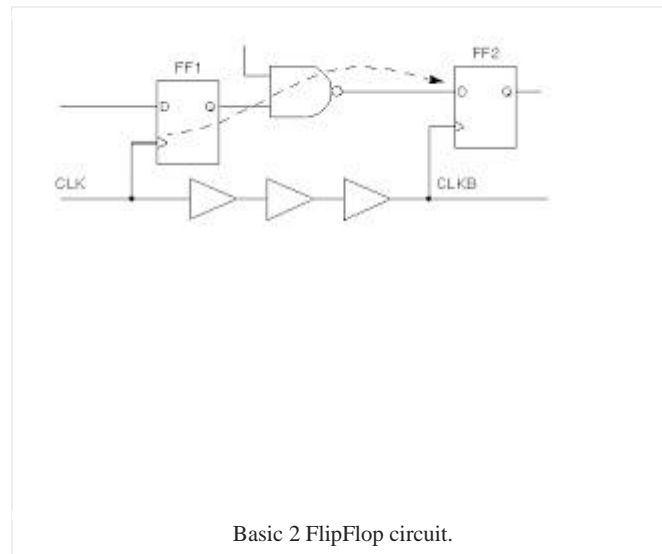 FF1
FF2
D
Q
D
Q
CLK
CLKB
Basic 2 FlipFlop circuit.